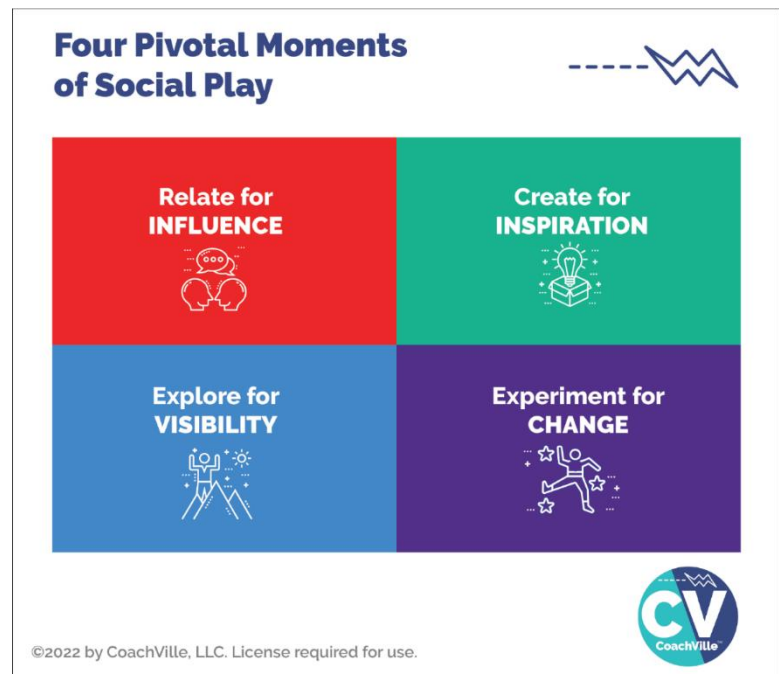 Four Pivotal Moments
of Social Play
Relate for
INFLUENCE
Create for
INSPIRATION
Explore for
VISIBILITY
Experiment for
CHANGE
CV
CoachVille™
©2022 by CoachVille, LLC. License required for use.